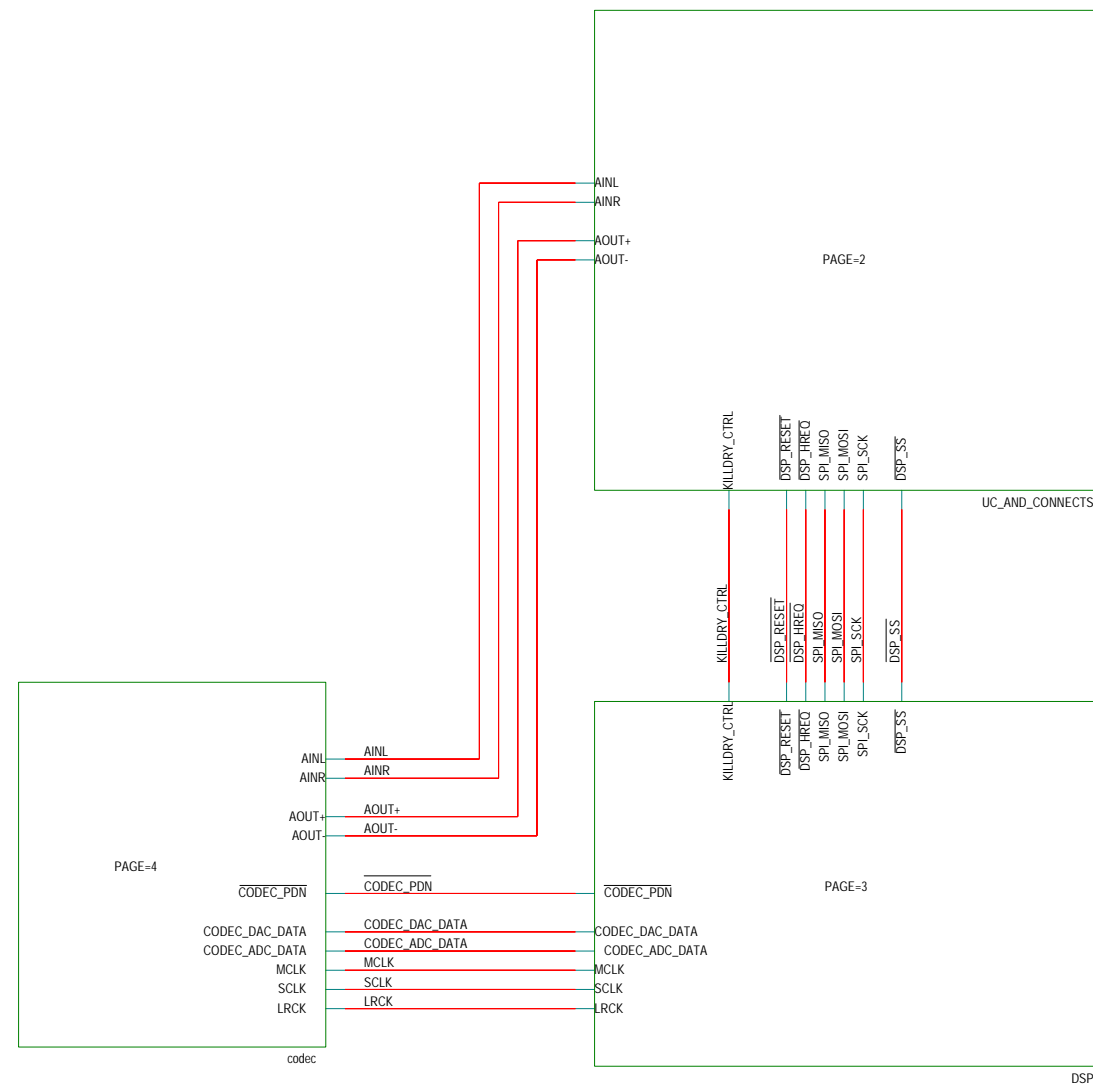 AINL
AINR
AOUT+
AOUT-
PAGE=2
KILLDRY_CTRL
DSP_RESET
DSP_HREQ
SPI_MISO
SPI_MOSI
SPI_SCK
DSP_SS
UC_AND_CONNECTS
KILLDRY_CTRL
DSP_RESET
DSP_HREQ
SPI_MISO
SPI_MOSI
SPI_SCK
DSP_SS
KILLDRY_CTRL
DSP_RESET
DSP_HREQ
SPI_MISO
SPI_MOSI
SPI_SCK
DSP_SS
AINL
AINL
AINR
AINR
AOUT+
AOUT+
AOUT-
AOUT-
PAGE=4
CODEC_PDN
CODEC_PDN
CODEC_PDN
PAGE=3
CODEC_DAC_DATA
CODEC_DAC_DATA
CODEC_DAC_DATA
CODEC_ADC_DATA
CODEC_ADC_DATA
CODEC_ADC_DATA
MCLK
MCLK
MCLK
SCLK
SCLK
SCLK
LRCK
LRCK
LRCK
codec
DSP